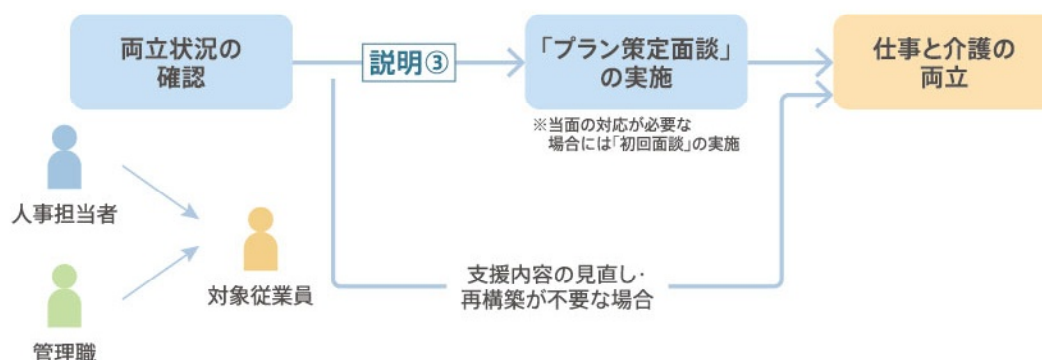 両立状況の
確認
説明③
「プラン策定面談」
の実施
仕事と介護の
両立
※当面の対応が必要な
場合には「初回面談」の実施
人事担当者
対象従業員
管理職
支援内容の見直し・
再構築が不要な場合